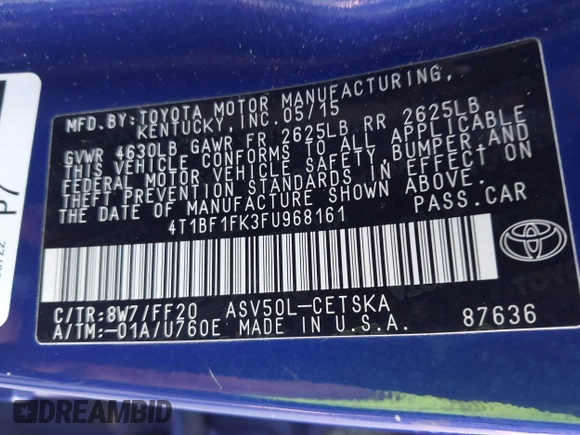 MFD.BY:TOYOTA MOTOR MANUFACTURING,
KENTUCKY, INC.05/15
GVWR 4630LB GAWR FR 2625LB RR 2625LB
THIS VEHICLE CONFORMS TO ALL APPLICABLE
FEDERAL MOTOR VEHICLE SAFETY,BUMPER,AND
THEFT PREVENTION STANDARDS IN EFFECT ON
THE DATE OF MANUFACTURE SHOWN ABOVE.
4T1BF1FK3FU968161 PASS.CAR
TOYOTA
C/TR:8W7/FF20 ASV50L-CETSKA
A/TM:-01A/U760E MADE IN U.S.A. 87636
P7
DREAMBID